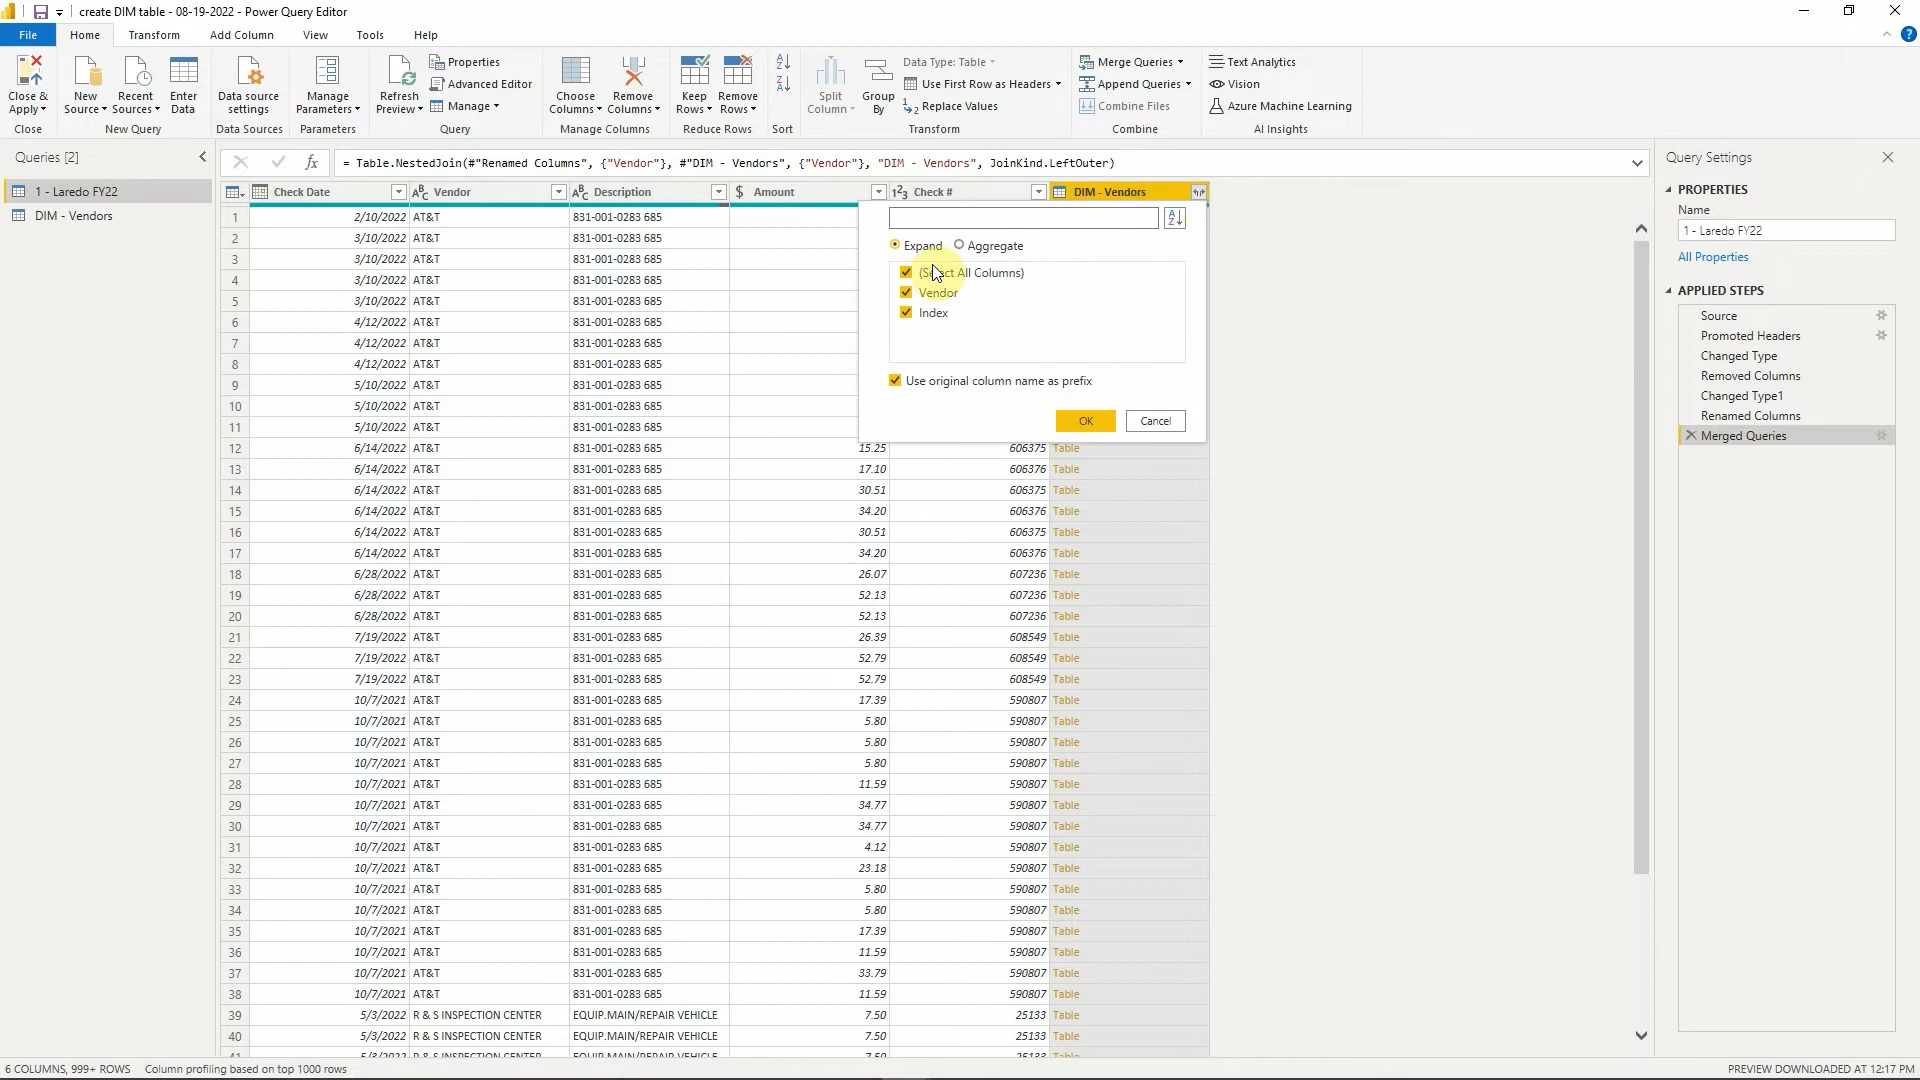 create DIM table - 08-19-2022 - Power Query Editor
File Home Transform Add Column View Tools Help
Close & Apply
New Source
Recent Sources
Enter Data
Data source settings
Manage Parameters
Refresh Preview
Properties
Advanced Editor
Manage
Choose Columns
Remove Columns
Keep Rows
Remove Rows
Split Column
Group By
Data Type: Table
Use First Row as Headers
Replace Values
Merge Queries
Append Queries
Combine Files
Text Analytics
Vision
Azure Machine Learning
Close New Query Data Sources Parameters Query Manage Columns Reduce Rows Sort Transform Combine AI Insights
Queries [2]
1 - Laredo FY22
DIM - Vendors
fx = Table.NestedJoin(#"Renamed Columns", {"Vendor"}, #"DIM - Vendors", {"Vendor"}, "DIM - Vendors", JoinKind.LeftOuter)
Check Date ABC Vendor ABC Description $ Amount 123 Check # DIM - Vendors
1 2/10/2022 AT&T 831-001-0283 685
2 3/10/2022 AT&T 831-001-0283 685
3 3/10/2022 AT&T 831-001-0283 685
4 3/10/2022 AT&T 831-001-0283 685
5 3/10/2022 AT&T 831-001-0283 685
6 4/12/2022 AT&T 831-001-0283 685
7 4/12/2022 AT&T 831-001-0283 685
8 4/12/2022 AT&T 831-001-0283 685
9 5/10/2022 AT&T 831-001-0283 685
10 5/10/2022 AT&T 831-001-0283 685
11 5/10/2022 AT&T 831-001-0283 685
12 6/14/2022 AT&T 831-001-0283 685 15.25 606375 Table
13 6/14/2022 AT&T 831-001-0283 685 17.10 606376 Table
14 6/14/2022 AT&T 831-001-0283 685 30.51 606375 Table
15 6/14/2022 AT&T 831-001-0283 685 34.20 606376 Table
16 6/14/2022 AT&T 831-001-0283 685 30.51 606375 Table
17 6/14/2022 AT&T 831-001-0283 685 34.20 606376 Table
18 6/28/2022 AT&T 831-001-0283 685 26.07 607236 Table
19 6/28/2022 AT&T 831-001-0283 685 52.13 607236 Table
20 6/28/2022 AT&T 831-001-0283 685 52.13 607236 Table
21 7/19/2022 AT&T 831-001-0283 685 26.39 608549 Table
22 7/19/2022 AT&T 831-001-0283 685 52.79 608549 Table
23 7/19/2022 AT&T 831-001-0283 685 52.79 608549 Table
24 10/7/2021 AT&T 831-001-0283 685 17.39 590807 Table
25 10/7/2021 AT&T 831-001-0283 685 5.80 590807 Table
26 10/7/2021 AT&T 831-001-0283 685 5.80 590807 Table
27 10/7/2021 AT&T 831-001-0283 685 5.80 590807 Table
28 10/7/2021 AT&T 831-001-0283 685 11.59 590807 Table
29 10/7/2021 AT&T 831-001-0283 685 34.77 590807 Table
30 10/7/2021 AT&T 831-001-0283 685 34.77 590807 Table
31 10/7/2021 AT&T 831-001-0283 685 4.12 590807 Table
32 10/7/2021 AT&T 831-001-0283 685 23.18 590807 Table
33 10/7/2021 AT&T 831-001-0283 685 5.80 590807 Table
34 10/7/2021 AT&T 831-001-0283 685 5.80 590807 Table
35 10/7/2021 AT&T 831-001-0283 685 17.39 590807 Table
36 10/7/2021 AT&T 831-001-0283 685 11.59 590807 Table
37 10/7/2021 AT&T 831-001-0283 685 33.79 590807 Table
38 10/7/2021 AT&T 831-001-0283 685 11.59 590807 Table
39 5/3/2022 R & S INSPECTION CENTER EQUIP.MAIN/REPAIR VEHICLE 7.50 25133 Table
40 5/3/2022 R & S INSPECTION CENTER EQUIP.MAIN/REPAIR VEHICLE 7.50 25133 Table
41 5/3/2022 R & S INSPECTION CENTER EQUIP.MAIN/REPAIR VEHICLE 7.50 25133 Table
Expand Aggregate
(Select All Columns)
Vendor
Index
Use original column name as prefix
OK Cancel
Query Settings
PROPERTIES
Name
1 - Laredo FY22
All Properties
APPLIED STEPS
Source
Promoted Headers
Changed Type
Removed Columns
Changed Type1
Renamed Columns
Merged Queries
6 COLUMNS, 999+ ROWS Column profiling based on top 1000 rows PREVIEW DOWNLOADED AT 12:17 PM